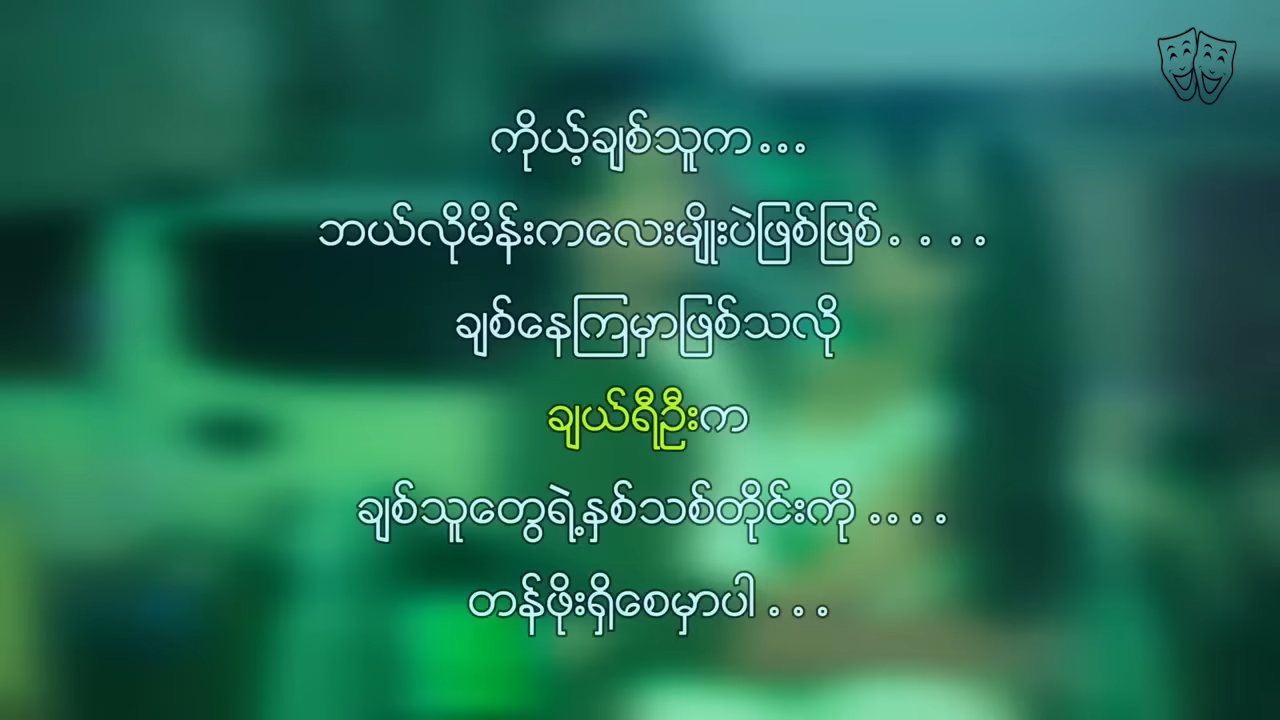 ကိုယ့်ချစ်သူက...
ဘယ်လိုမိန်းကလေးမျိုးပဲဖြစ်ဖြစ်....
ချစ်နေကြမှာဖြစ်သလို
ချယ်ရီဦးက
ချစ်သူတွေရဲ့နှစ်သစ်တိုင်းကို ....
တန်ဖိုးရှိစေမှာပါ ...